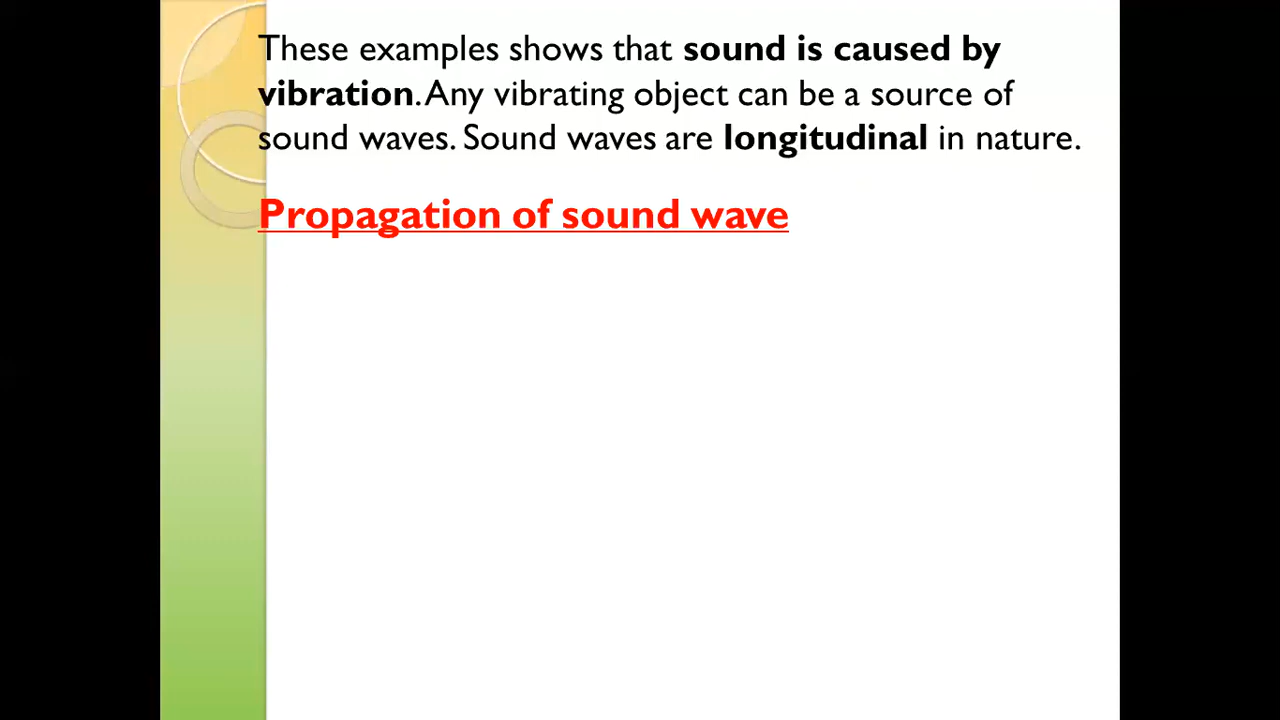 These examples shows that sound is caused by
vibration. Any vibrating object can be a source of
sound waves. Sound waves are longitudinal in nature.
Propagation of sound wave